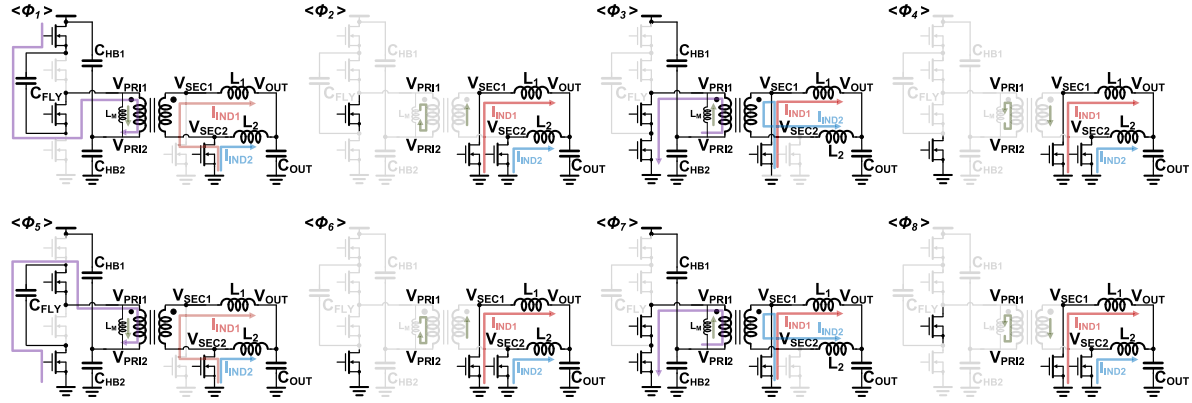 <Φ1>
CHB1
CFLY
VPRI1
LM
VPRI2
CHB2
VSEC1
L1
VOUT
IIND1
VSEC2
L2
IIND2
COUT
<Φ2>
CHB1
CFLY
VPRI1
LM
VPRI2
CHB2
VSEC1
L1
VOUT
IIND1
VSEC2
L2
IIND2
COUT
<Φ3>
CHB1
CFLY
VPRI1
LM
VPRI2
CHB2
VSEC1
L1
VOUT
IIND1
IIND2
VSEC2
L2
COUT
<Φ4>
CHB1
CFLY
VPRI1
LM
VPRI2
CHB2
VSEC1
L1
VOUT
IIND1
VSEC2
L2
IIND2
COUT
<Φ5>
CHB1
CFLY
VPRI1
LM
VPRI2
CHB2
VSEC1
L1
VOUT
IIND1
VSEC2
L2
IIND2
COUT
<Φ6>
CHB1
CFLY
VPRI1
LM
VPRI2
CHB2
VSEC1
L1
VOUT
IIND1
VSEC2
L2
IIND2
COUT
<Φ7>
CHB1
CFLY
VPRI1
LM
VPRI2
CHB2
VSEC1
L1
VOUT
IIND1
IIND2
VSEC2
L2
COUT
<Φ8>
CHB1
CFLY
VPRI1
LM
VPRI2
CHB2
VSEC1
L1
VOUT
IIND1
VSEC2
L2
IIND2
COUT